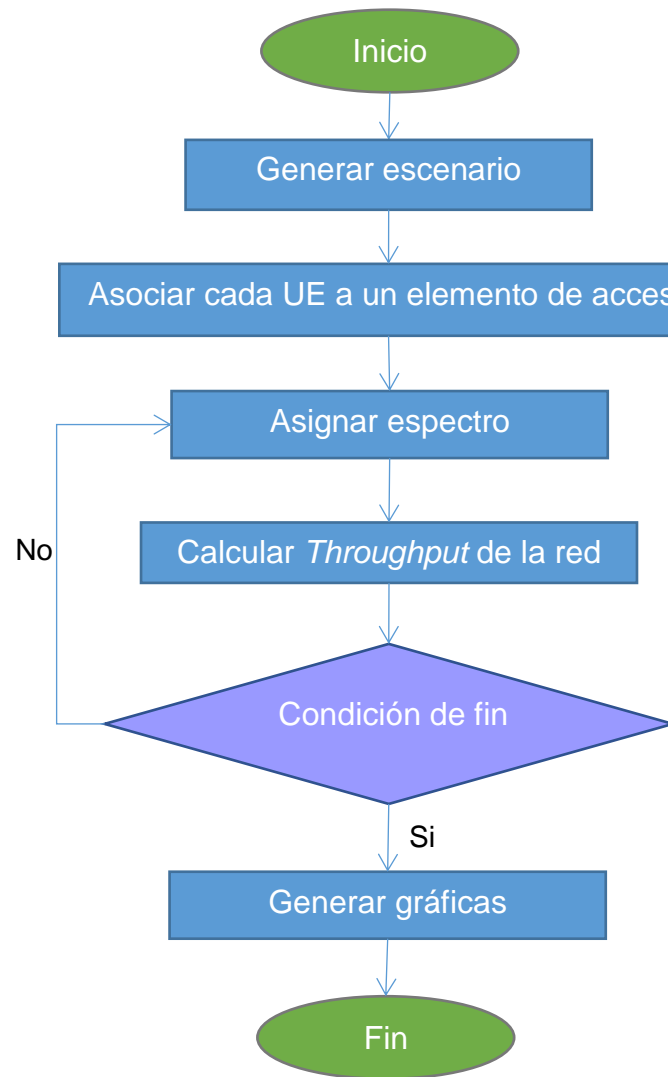 Inicio
Generar escenario
Asociar cada UE a un elemento de acces
Asignar espectro
Calcular Throughput de la red
No
Condición de fin
Si
Generar gráficas
Fin